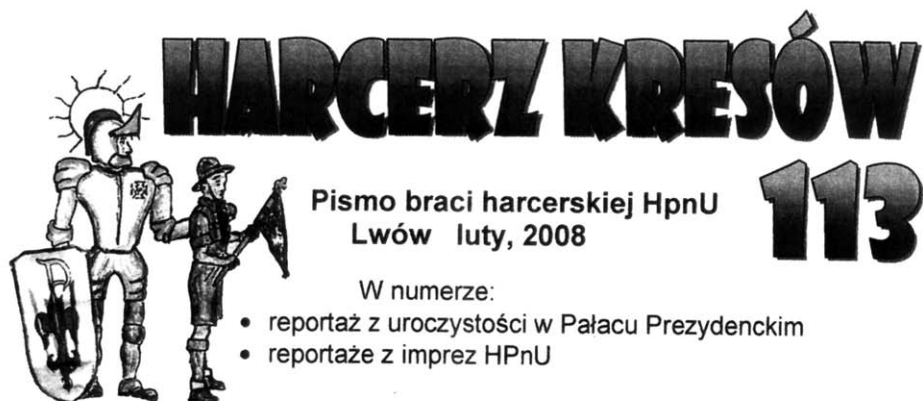 HARCERZ KRESÓW
113
Pismo braci harcerskiej HpnU
Lwów luty, 2008
W numerze:
• reportaż z uroczystości w Pałacu Prezydenckim
• reportaże z imprez HPnU